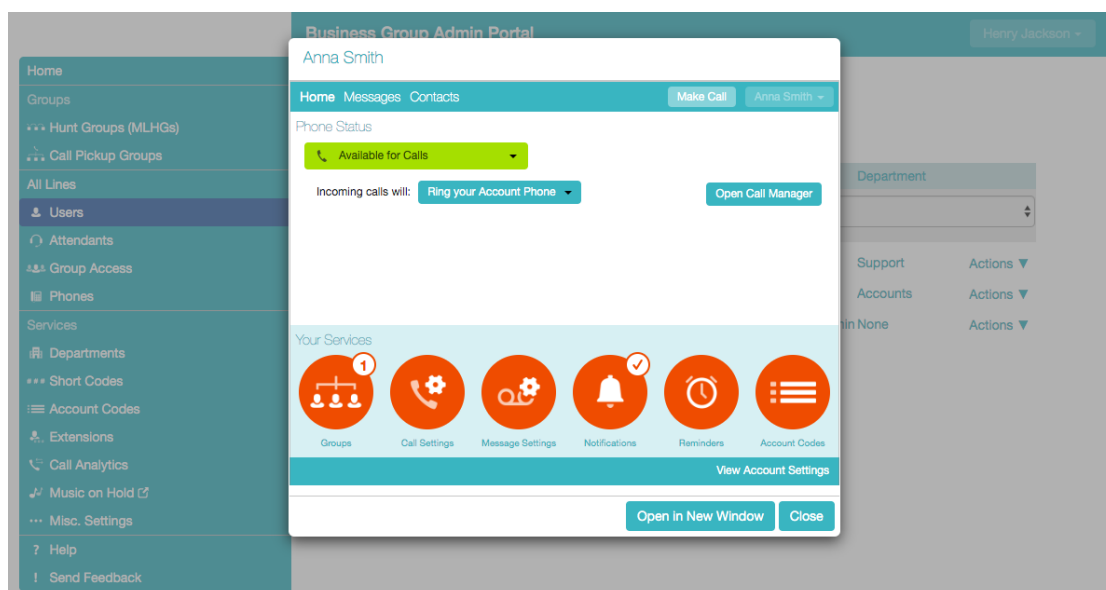 Business Group Admin Portal
Henry Jackson
Home
Groups
Hunt Groups (MLHGs)
Call Pickup Groups
All Lines
Users
Attendants
Group Access
Phones
Services
Departments
Short Codes
Account Codes
Extensions
Call Analytics
Music on Hold
Misc. Settings
? Help
! Send Feedback
Anna Smith
Home Messages Contacts Make Call Anna Smith
Phone Status
Available for Calls
Incoming calls will: Ring your Account Phone Open Call Manager
Your Services
1
Groups Call Settings Message Settings Notifications Reminders Account Codes
View Account Settings
Open in New Window Close
Department
Support Actions
Accounts Actions
None Actions